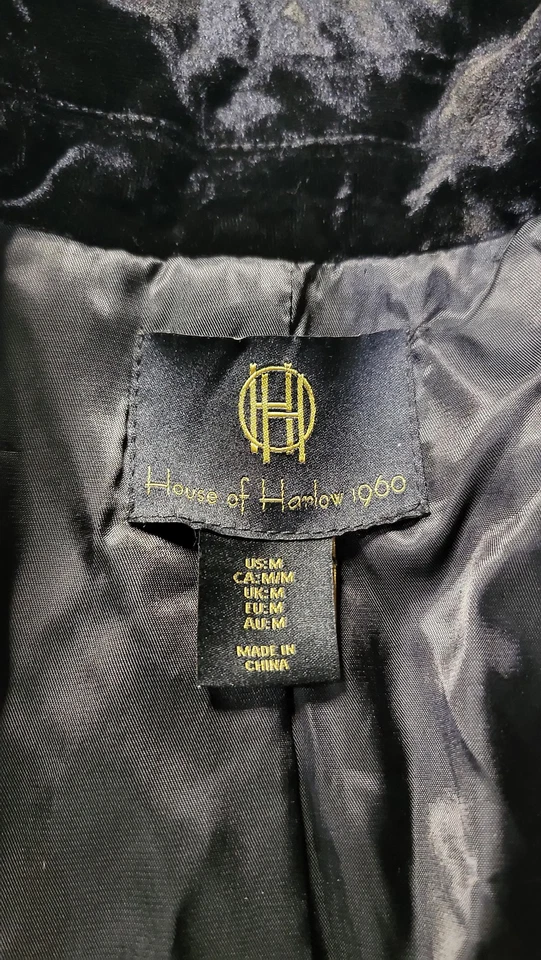 H
House of Harlow 1960
US:M
CA:M/M
UK:M
EU:M
AU:M
MADE IN
CHINA